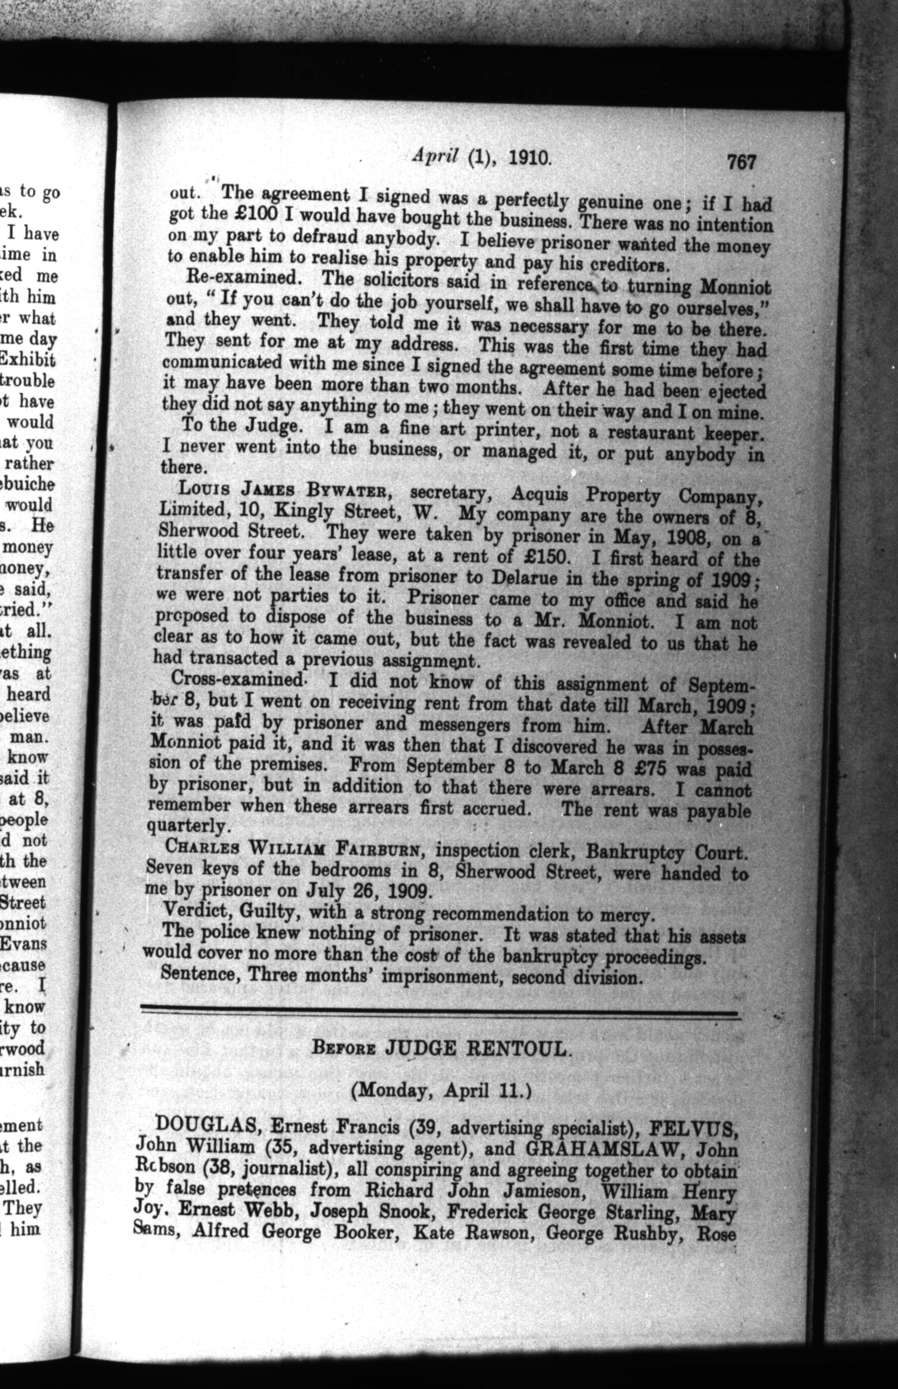 April (1), 1910. 767
out. The agreement I signed was a perfectly genuine one; if I had
got the £100 I would have bought the business. There was no intention
on my part to defraud anybody. I believe prisoner wanted the money
to enable him to realise his property and pay his creditors.
Re-examined. The solicitors said in reference to turning Monniot
out, “ If you can’t do the job yourself, we shall have to go ourselves,”
and they went. They told me it was necessary for me to be there.
They sent for me at my address. This was the first time they had
communicated with me since I signed the agreement some time before;
it may have been more than two months. After he had been ejected
they did not say anything to me; they went on their way and I on mine.
To the Judge. I am a fine art printer, not a restaurant keeper.
I never went into the business, or managed it, or put anybody in
there.
LOUIS JAMES BYWATER, secretary, Acquis Property Company,
Limited, 10, Kingly Street, W. My company are the owners of 8,
Sherwood Street. They were taken by prisoner in May, 1908, on a
little over four years’ lease, at a rent of £150. I first heard of the
transfer of the lease from prisoner to Delarue in the spring of 1909;
we were not parties to it. Prisoner came to my office and said he
proposed to dispose of the business to a Mr. Monniot. I am not
clear as to how it came out, but the fact was revealed to us that he
had transacted a previous assignment.
Cross-examined. I did not know of this assignment of Septem-
ber 8, but I went on receiving rent from that date till March, 1909;
it was paid by prisoner and messengers from him. After March
Monniot paid it, and it was then that I discovered he was in posses-
sion of the premises. From September 8 to March 8 £75 was paid
by prisoner, but in addition to that there were arrears. I cannot
remember when these arrears first accrued. The rent was payable
quarterly.
CHARLES WILLIAM FAIRBURN, inspection clerk, Bankruptcy Court.
Seven keys of the bedrooms in 8, Sherwood Street, were handed to
me by prisoner on July 26, 1909.
Verdict, Guilty, with a strong recommendation to mercy.
The police knew nothing of prisoner. It was stated that his assets
would cover no more than the cost of the bankruptcy proceedings.
Sentence, Three months’ imprisonment, second division.
BEFORE JUDGE RENTOUL.
(Monday, April 11.)
DOUGLAS, Ernest Francis (39, advertising specialist), FELVUS,
John William (35, advertising agent), and GRAHAMSLAW, John
Robson (38, journalist), all conspiring and agreeing together to obtain
by false pretences from Richard John Jamieson, William Henry
Joy. Ernest Webb, Joseph Snook, Frederick George Starling, Mary
Sams, Alfred George Booker, Kate Rawson, George Rushby, Rose